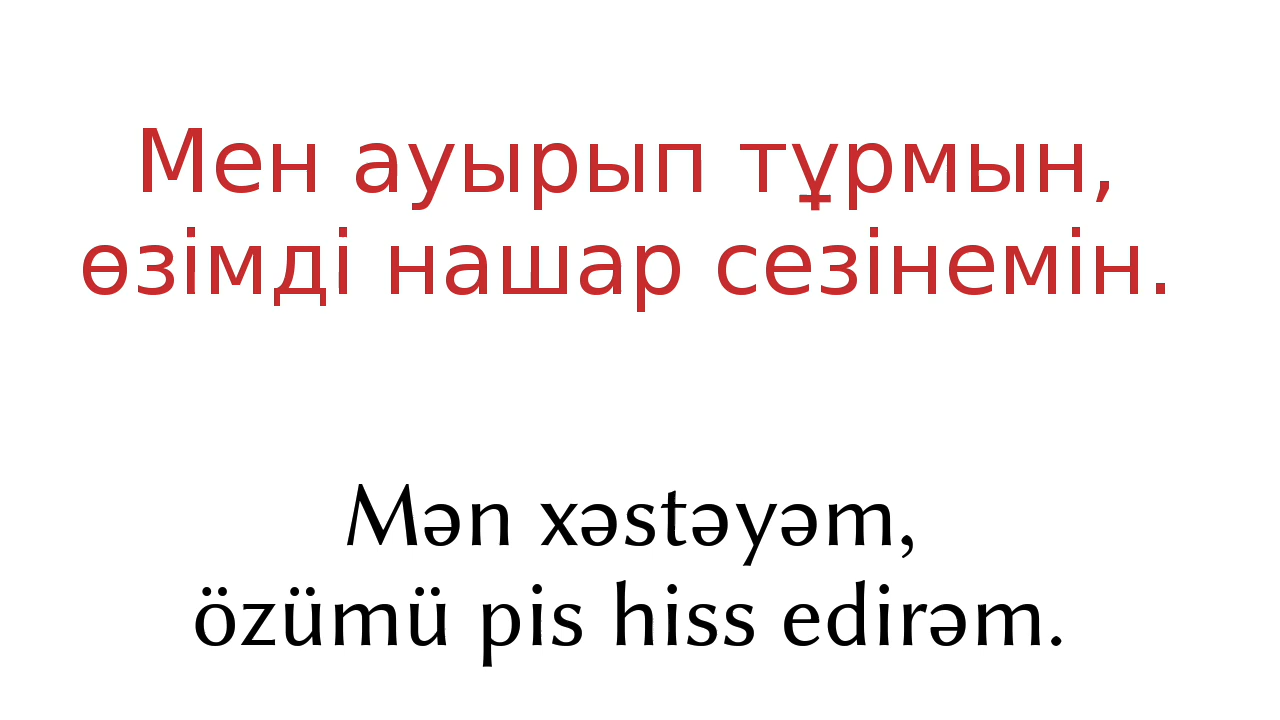 Мен ауырып тұрмын,
өзімді нашар сезінемін.
Mən xəstəyəm,
özümü pis hiss edirəm.